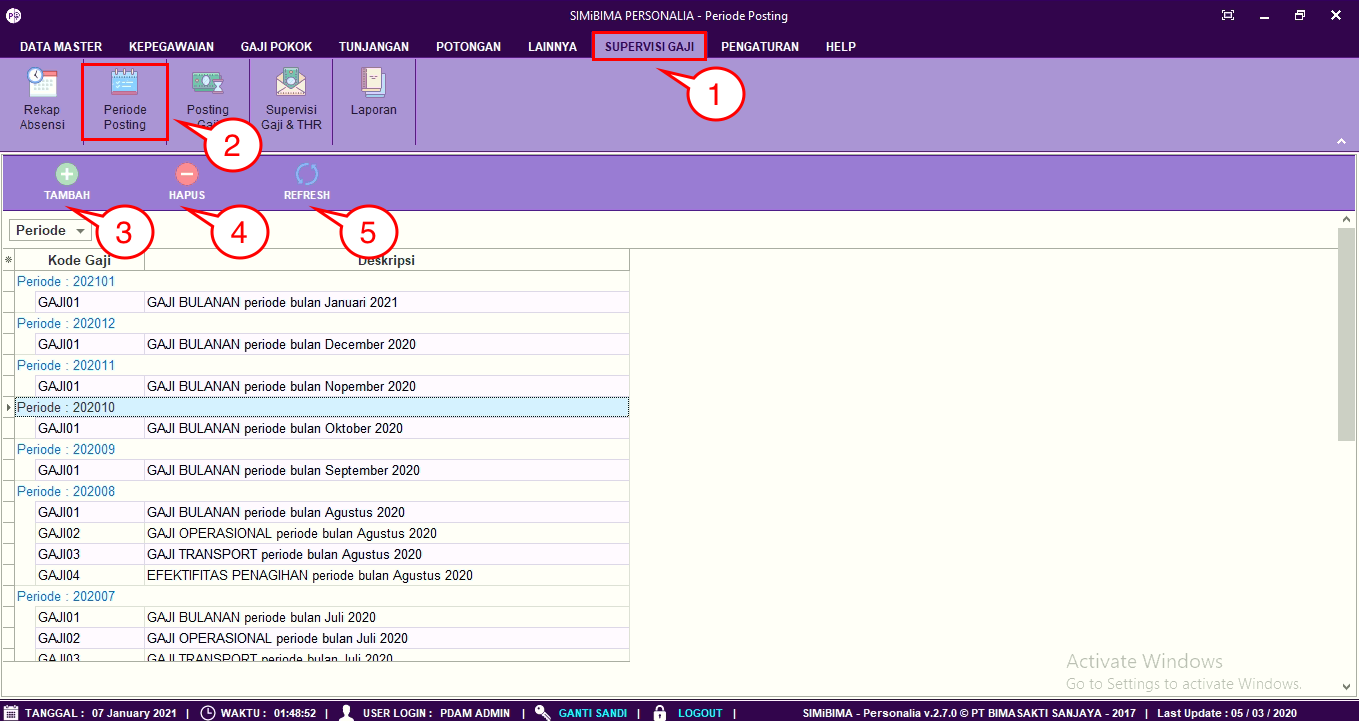 SIMiBIMA PERSONALIA - Periode Posting
DATA MASTER KEPEGAWAIAN GAJI POKOK TUNJANGAN POTONGAN LAINNYA SUPERVISI GAJI PENGATURAN HELP
Rekap Absensi
Periode Posting
Posting
Supervisi Gaji & THR
Laporan
1
2
TAMBAH HAPUS REFRESH
3
4
5
Periode
Kode Gaji Deskripsi
Periode : 202101
GAJI01 GAJI BULANAN periode bulan Januari 2021
Periode : 202012
GAJI01 GAJI BULANAN periode bulan December 2020
Periode : 202011
GAJI01 GAJI BULANAN periode bulan Nopember 2020
Periode : 202010
GAJI01 GAJI BULANAN periode bulan Oktober 2020
Periode : 202009
GAJI01 GAJI BULANAN periode bulan September 2020
Periode : 202008
GAJI01 GAJI BULANAN periode bulan Agustus 2020
GAJI02 GAJI OPERASIONAL periode bulan Agustus 2020
GAJI03 GAJI TRANSPORT periode bulan Agustus 2020
GAJI04 EFEKTIFITAS PENAGIHAN periode bulan Agustus 2020
Periode : 202007
GAJI01 GAJI BULANAN periode bulan Juli 2020
GAJI02 GAJI OPERASIONAL periode bulan Juli 2020
GAJI03 GAJI TRANSPORT periode bulan Juli 2020
Activate Windows
Go to Settings to activate Windows.
TANGGAL : 07 January 2021 | WAKTU : 01:48:52 | USER LOGIN : PDAM ADMIN | GANTI SANDI | LOGOUT | SIMiBIMA - Personalia v.2.7.0 © PT BIMASAKTI SANJAYA - 2017 | Last Update : 05 / 03 / 2020